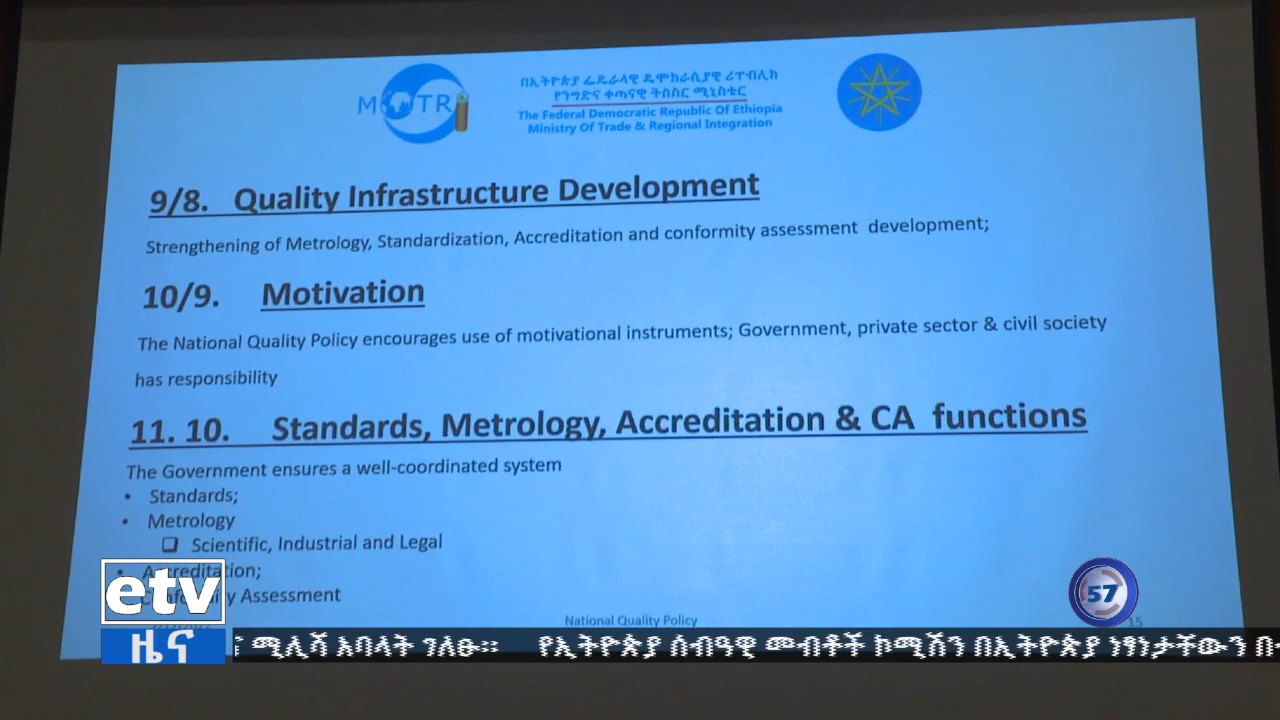 MOTRI
በኢትዮጵያ ፌዴራላዊ ዴሞክራሲያዊ ሪፐብሊክ
የንግድና ቀጣናዊ ትስስር ሚኒስቴር
The Federal Democratic Republic Of Ethiopia
Ministry Of Trade & Regional Integration
9/8. Quality Infrastructure Development
Strengthening of Metrology, Standardization, Accreditation and conformity assessment development;
10/9. Motivation
The National Quality Policy encourages use of motivational instruments; Government, private sector & civil society
has responsibility
11. 10. Standards, Metrology, Accreditation & CA functions
The Government ensures a well-coordinated system
• Standards;
• Metrology
❑ Scientific, Industrial and Legal
• Accreditation;
Conformity Assessment
National Quality Policy
15
etv
ዜና
57
ሚሊሻ አባላት ገለፁ። የኢትዮጵያ ሰብዓዊ መብቶች ኮሚሽን በኢትዮጵያ ነፃነታቸውን